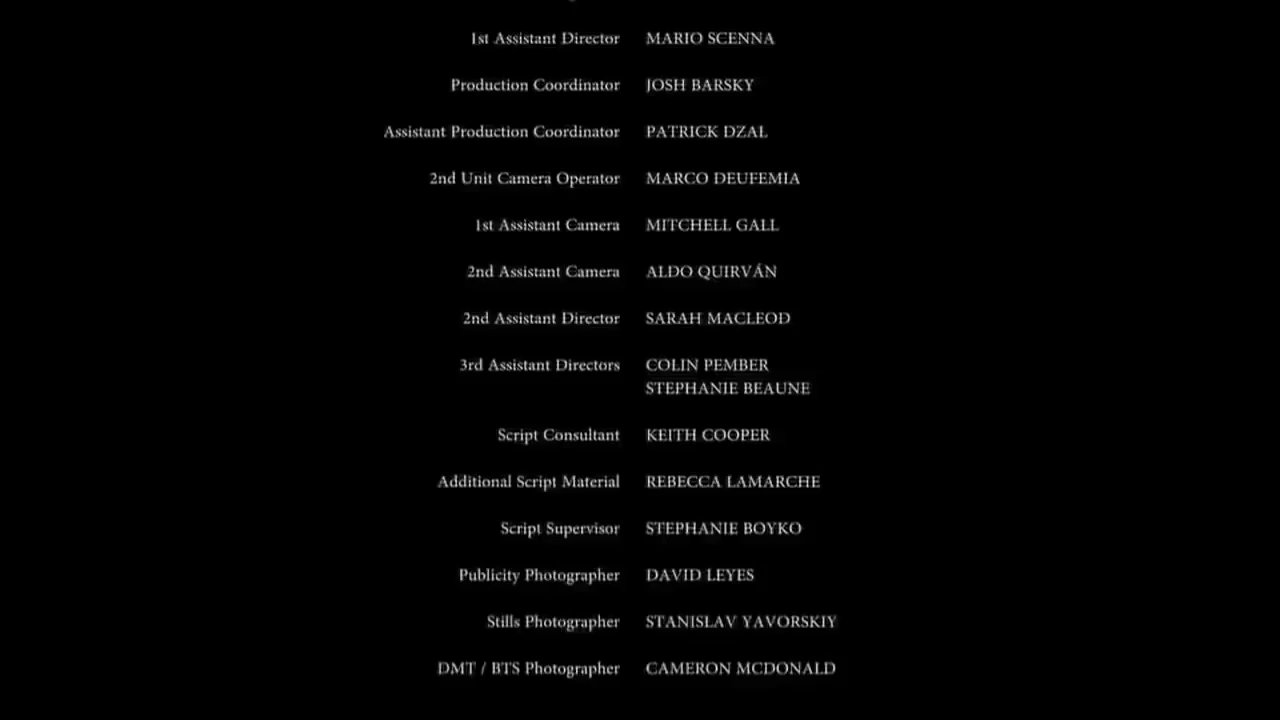 1st Assistant Director MARIO SCENNA
Production Coordinator JOSH BARSKY
Assistant Production Coordinator PATRICK DZAL
2nd Unit Camera Operator MARCO DEUFEMIA
1st Assistant Camera MITCHELL GALL
2nd Assistant Camera ALDO QUIRVÁN
2nd Assistant Director SARAH MACLEOD
3rd Assistant Directors COLIN PEMBER
STEPHANIE BEAUNE
Script Consultant KEITH COOPER
Additional Script Material REBECCA LAMARCHE
Script Supervisor STEPHANIE BOYKO
Publicity Photographer DAVID LEYES
Stills Photographer STANISLAV YAVORSKIY
DMT / BTS Photographer CAMERON MCDONALD